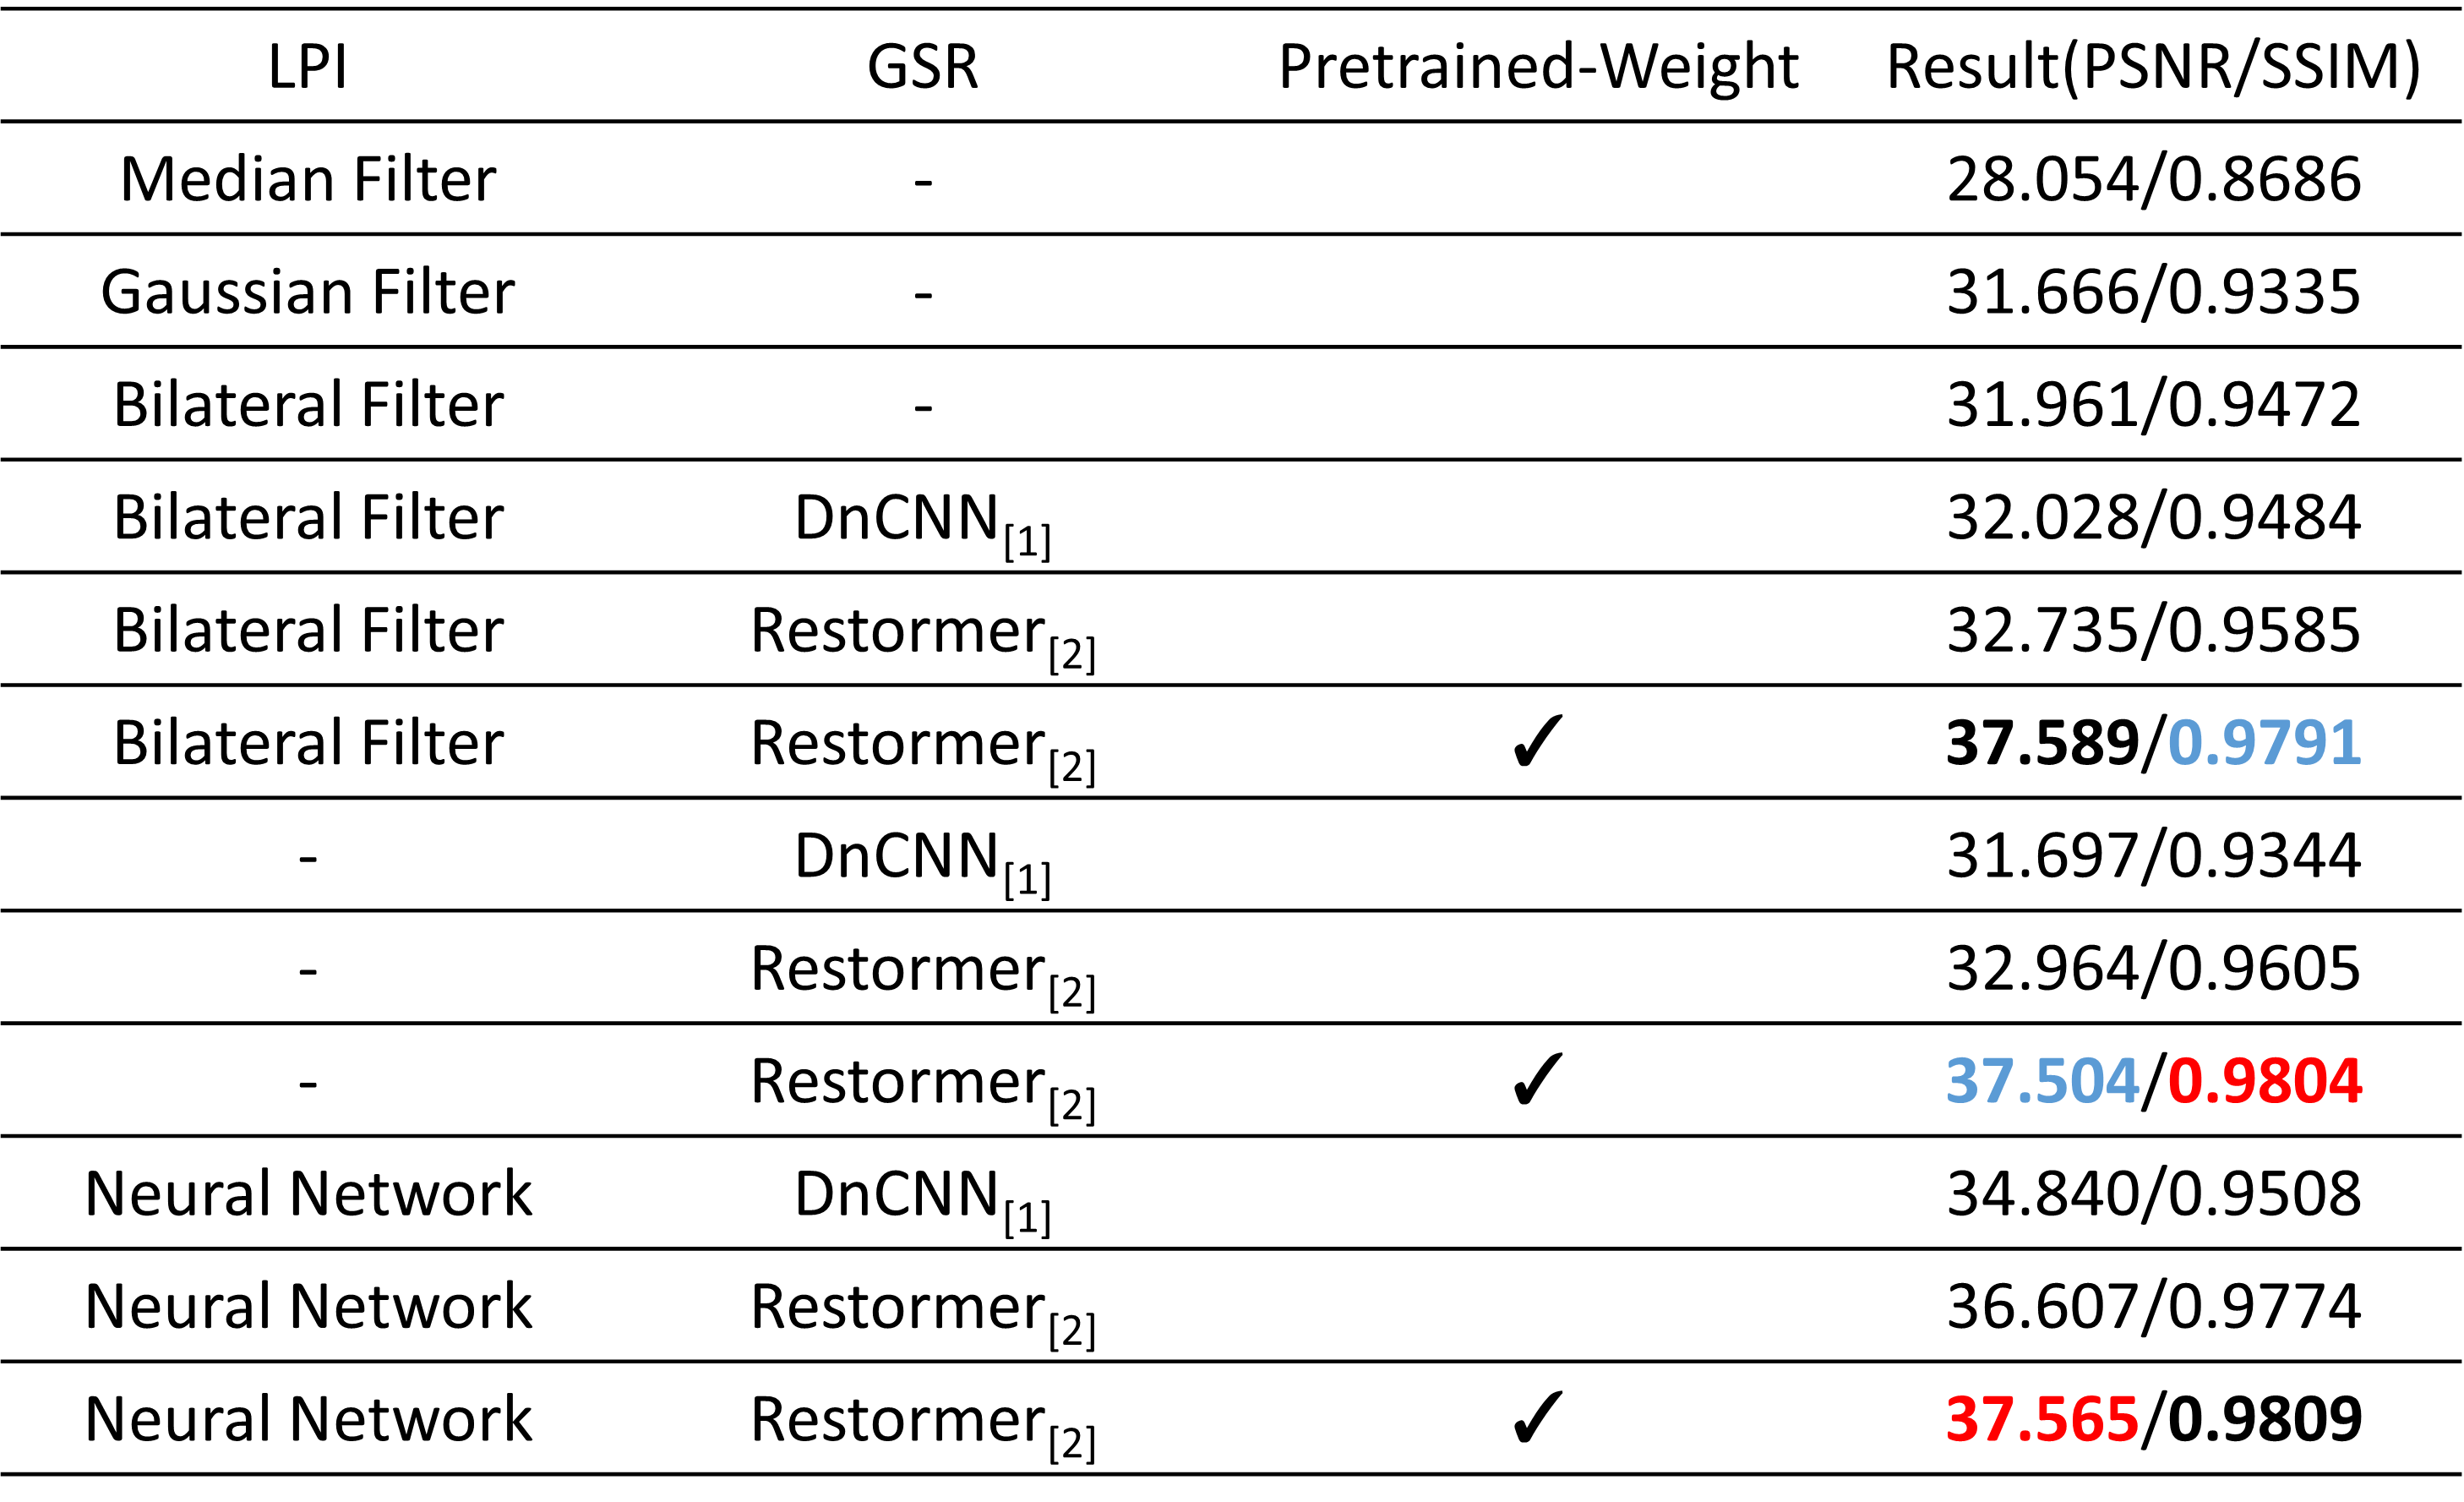 LPI GSR Pretrained-Weight Result(PSNR/SSIM)
Median Filter - 28.054/0.8686
Gaussian Filter - 31.666/0.9335
Bilateral Filter - 31.961/0.9472
Bilateral Filter DnCNN[1] 32.028/0.9484
Bilateral Filter Restormer[2] 32.735/0.9585
Bilateral Filter Restormer[2] ✓ 37.589/0.9791
- DnCNN[1] 31.697/0.9344
- Restormer[2] 32.964/0.9605
- Restormer[2] ✓ 37.504/0.9804
Neural Network DnCNN[1] 34.840/0.9508
Neural Network Restormer[2] 36.607/0.9774
Neural Network Restormer[2] ✓ 37.565/0.9809